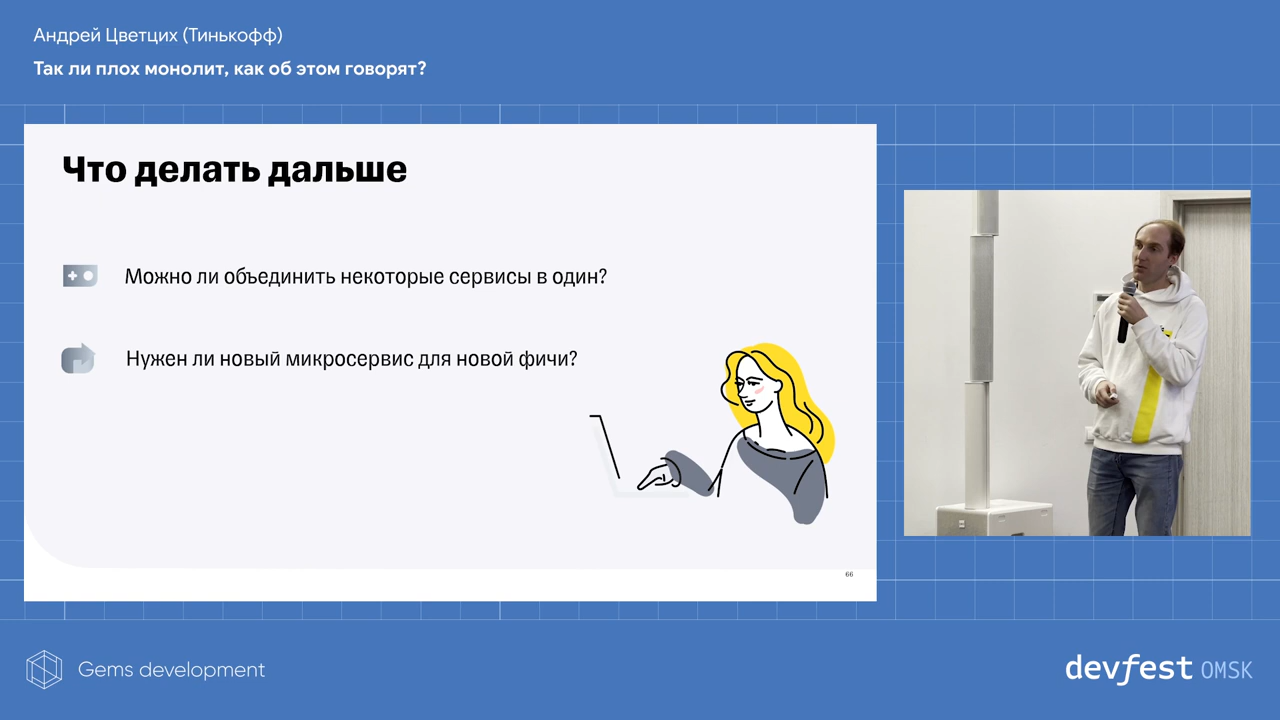 Андрей Цветцих (Тинькофф)
Так ли плох монолит, как об этом говорят?
Что делать дальше
Можно ли объединить некоторые сервисы в один?
Нужен ли новый микросервис для новой фичи?
66
Gems development
devfest OMSK